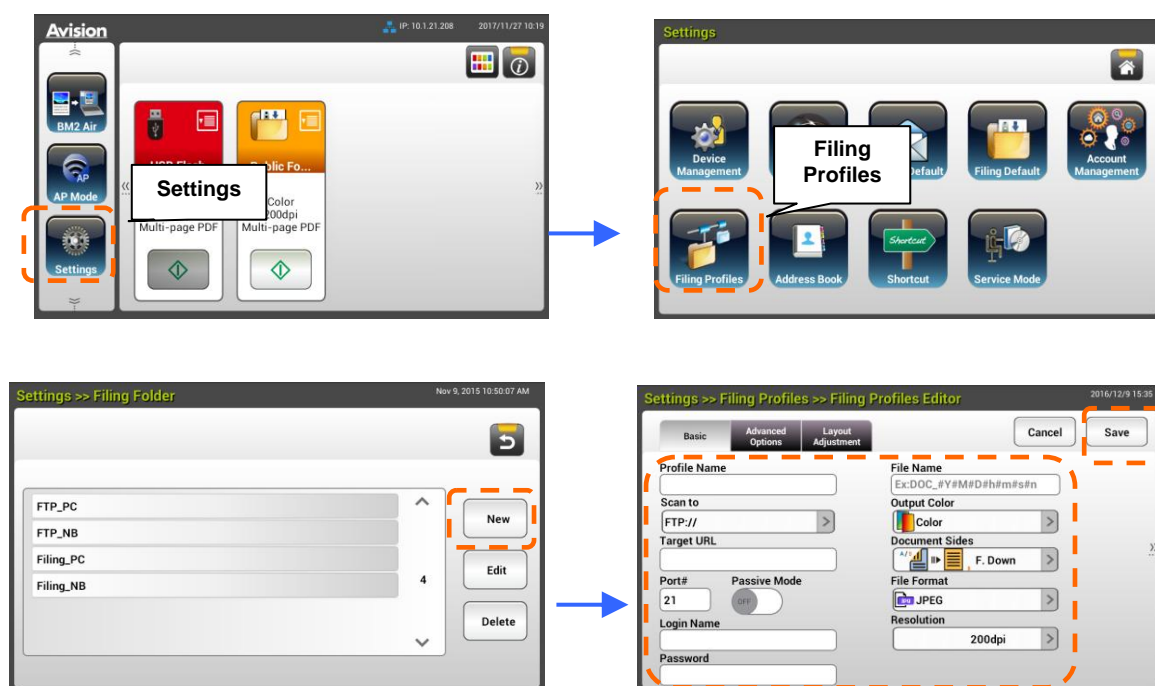 Avision
IP: 10.1.21.208
2017/11/27 10:19
BM2 Air
AP
AP Mode
Settings
Settings
Color
200dpi
Multi-page PDF
Multi-page PDF
Settings
Device
Management
Filing
Profiles
Default
Filing Default
Account
Management
Filing Profiles
Address Book
Shortcut
Shortcut
Service Mode
Settings >> Filing Folder
Nov 9, 2015 10:50:07 AM
FTP_PC
FTP_NB
Filing_PC
Filing_NB
4
New
Edit
Delete
Settings >> Filing Profiles >> Filing Profiles Editor
2016/12/9 15:35
Basic
Advanced
Options
Layout
Adjustment
Cancel
Save
Profile Name
Scan to
FTP://
Target URL
Port#
Passive Mode
21
OFF
Login Name
Password
File Name
Ex:DOC_#Y#M#D#h#m#s#n
Output Color
Color
Document Sides
F. Down
File Format
JPEG
Resolution
200dpi